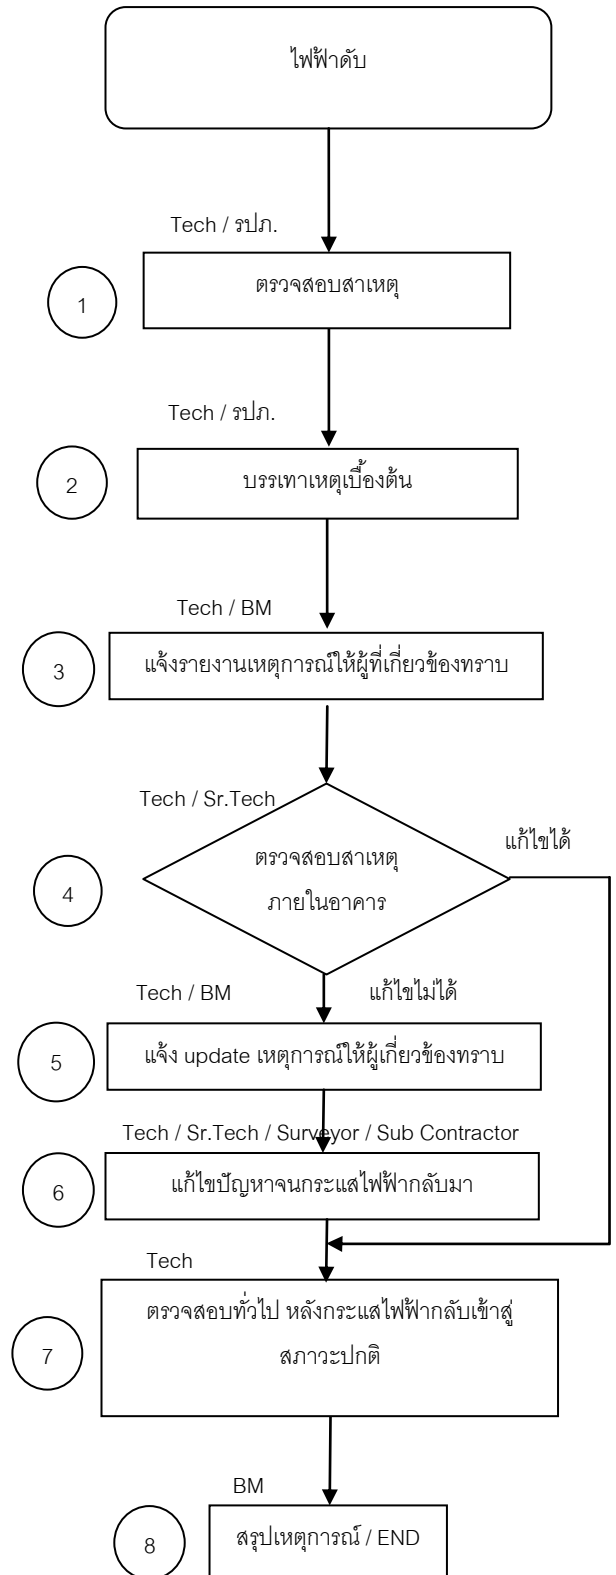 ไฟฟ้าดับ
Tech / รปภ.
ตรวจสอบสาเหตุ
1
Tech / รปภ.
บรรเทาเหตุเบื้องต้น
2
Tech / BM
แจ้งรายงานเหตุการณ์ให้ผู้ที่เกี่ยวข้องทราบ
3
Tech / Sr.Tech
แก้ไขได้
ตรวจสอบสาเหตุ
ภายในอาคาร
4
Tech / BM
แก้ไขไม่ได้
แจ้ง update เหตุการณ์ให้ผู้เกี่ยวข้องทราบ
5
Tech / Sr.Tech / Surveyor / Sub Contractor
แก้ไขปัญหาจนกระแสไฟฟ้ากลับมา
6
Tech
ตรวจสอบทั่วไป หลังกระแสไฟฟ้ากลับเข้าสู่
สภาวะปกติ
7
BM
สรุปเหตุการณ์ / END
8